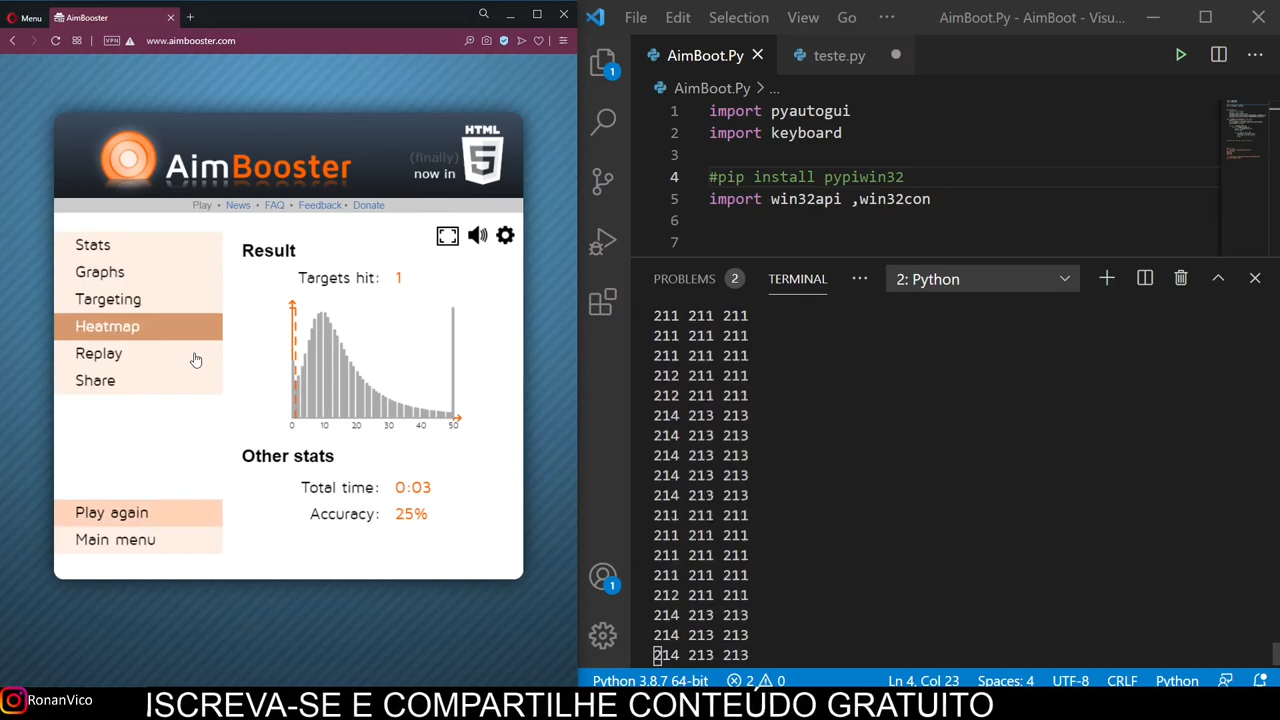 Menu
AimBooster
VPN
www.aimbooster.com
AimBooster
(finally)
now in
HTML
5
Play News FAQ Feedback Donate
Stats
Graphs
Targeting
Heatmap
Replay
Share
Play again
Main menu
Result
Targets hit: 1
0 10 20 30 40 50
Other stats
Total time: 0:03
Accuracy: 25%
File Edit Selection View Go ··· AimBoot.Py - AimBoot - Visu...
AimBoot.Py teste.py
AimBoot.Py > ...
1 import pyautogui
2 import keyboard
3
4 #pip install pypiwin32
5 import win32api ,win32con
6
7
1
1
PROBLEMS 2 TERMINAL ··· 2: Python
211 211 211
211 211 211
211 211 211
212 211 211
212 211 211
214 213 213
214 213 213
214 213 213
214 213 213
214 213 213
211 211 211
211 211 211
211 211 211
211 211 211
212 211 211
214 213 213
214 213 213
214 213 213
Python 3.8.7 64-bit 2 0 Ln 4, Col 23 Spaces: 4 UTF-8 CRLF Python
RonanVico ISCREVA-SE E COMPARTILHE CONTEÚDO GRATUITO